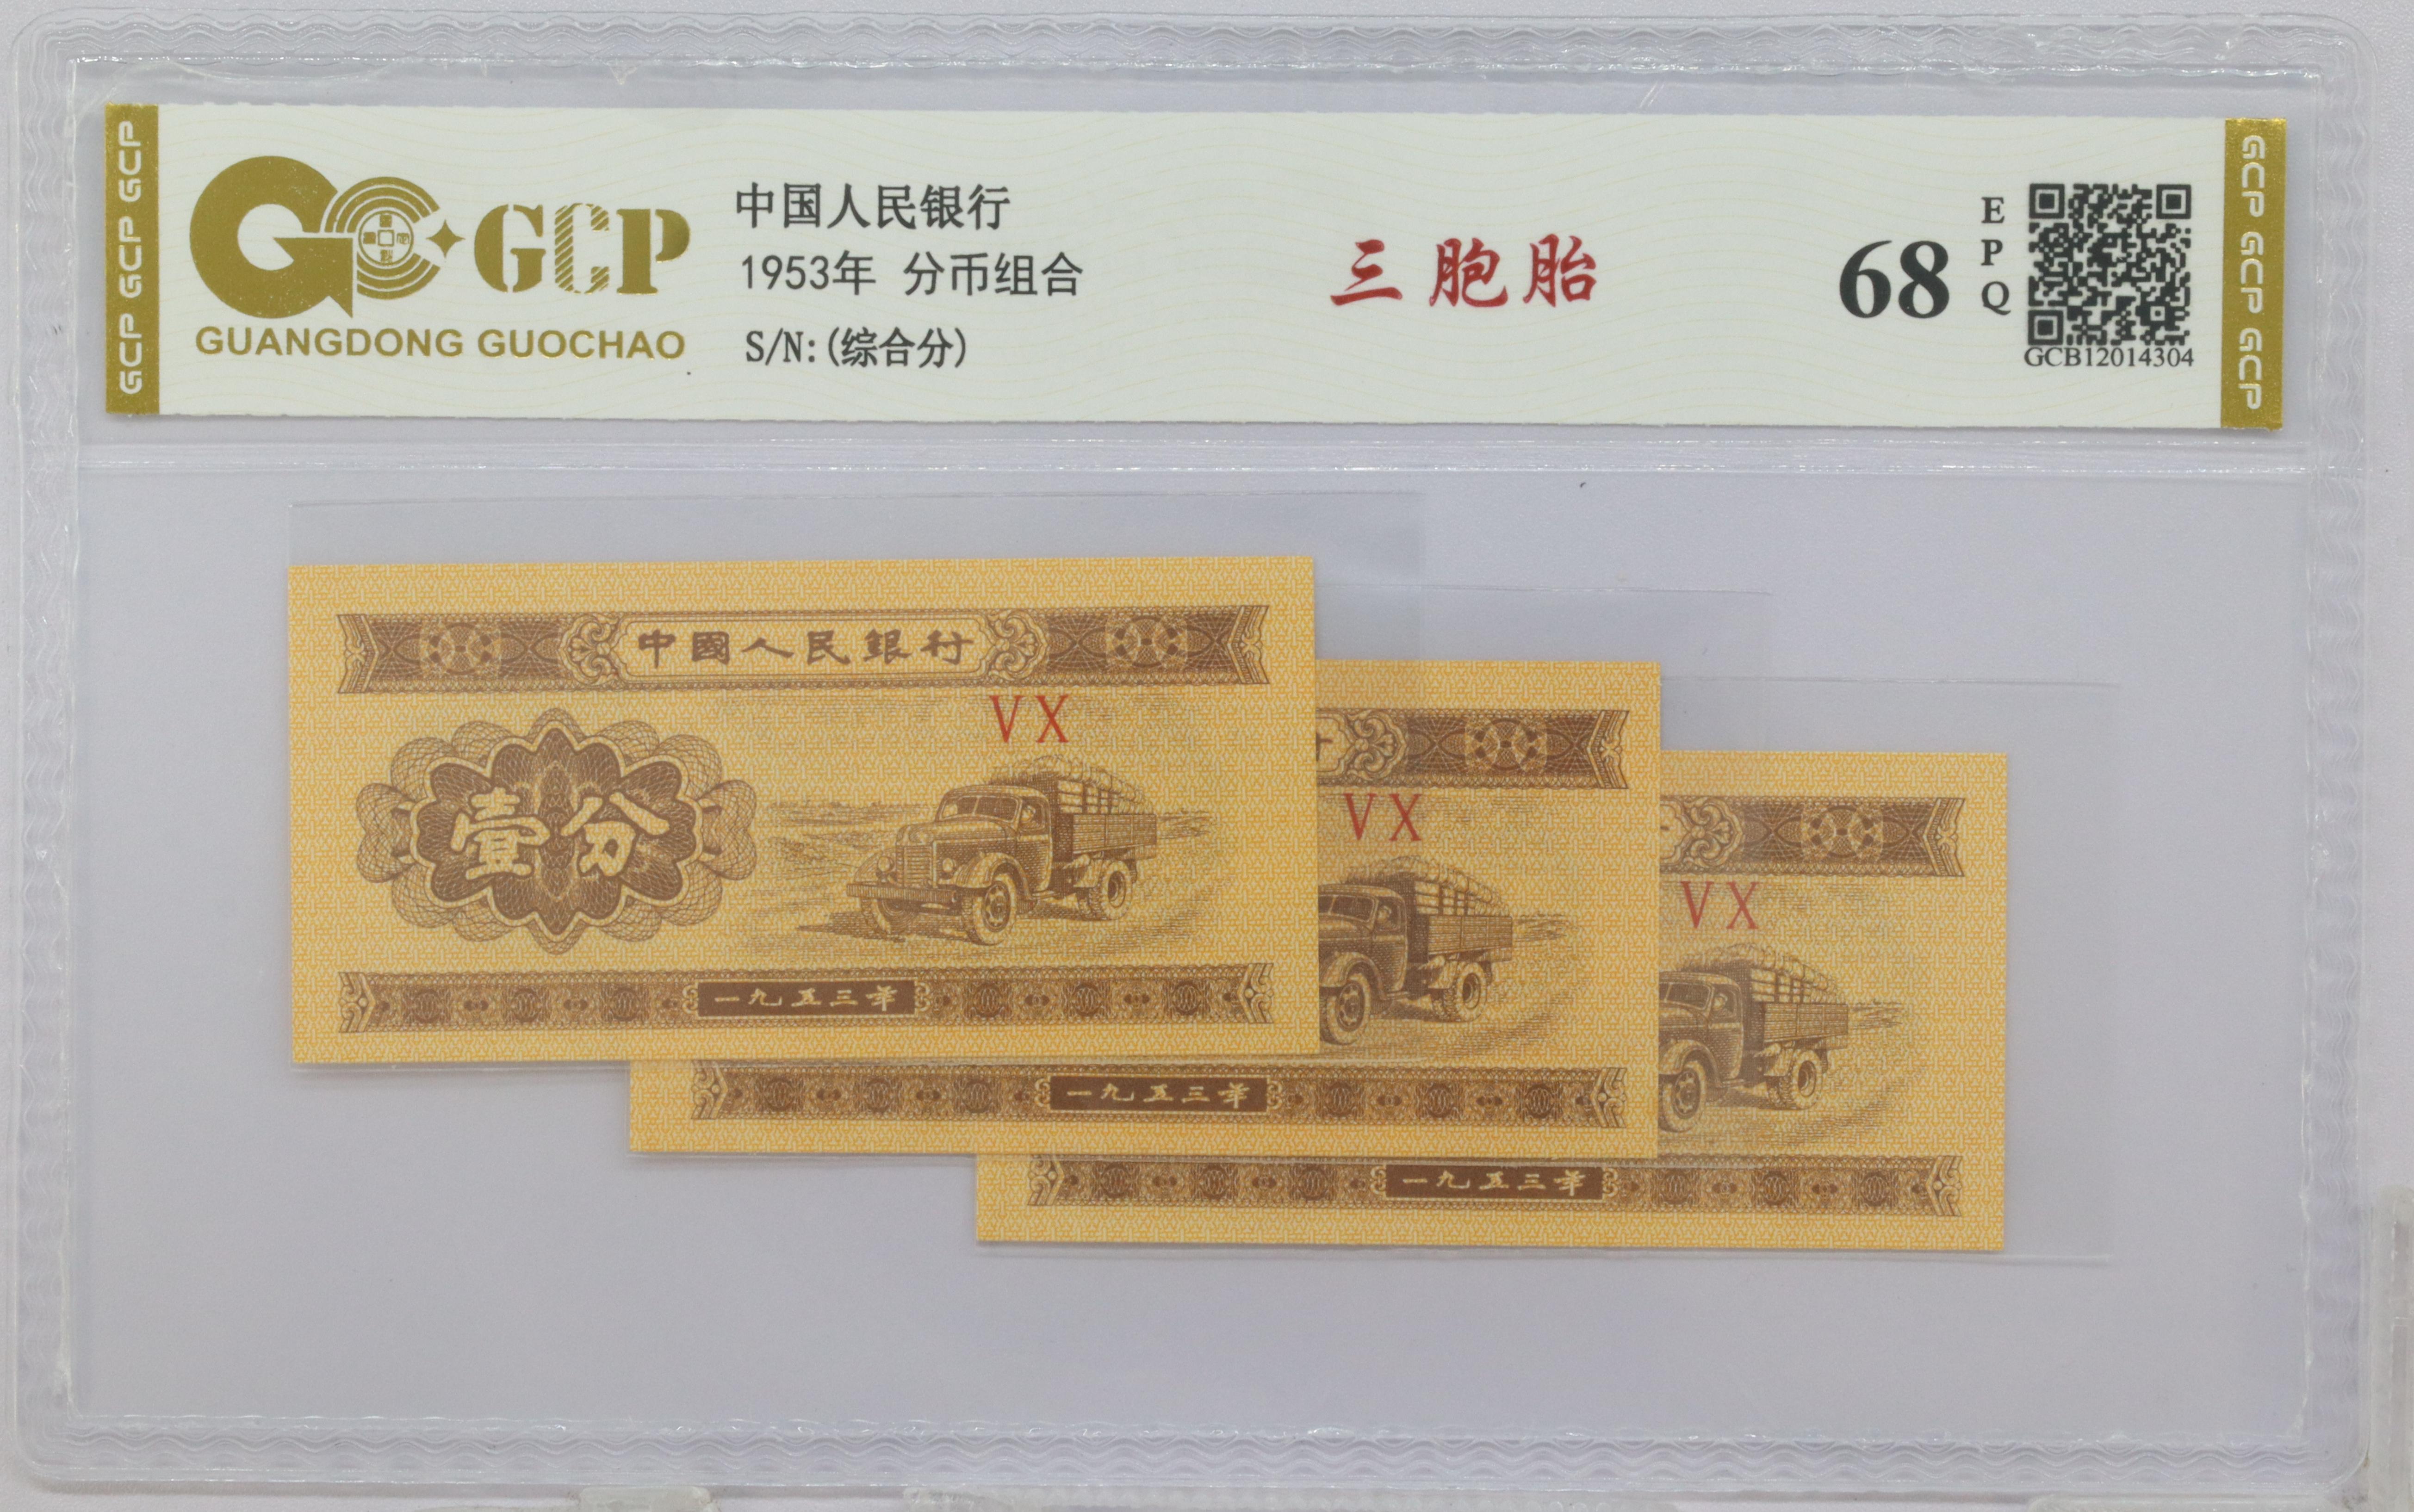 GCP GCP GCP
GCP
GUANGDONG GUOCHAO
中国人民银行
1953年 分币组合
S/N:(综合分)
三胞胎
68
EPQ
GCB12014304
GCP GCP GCP
中國人民銀行
VX
壹分
一九五三年
VX
一九五三年
VX
一九五三年